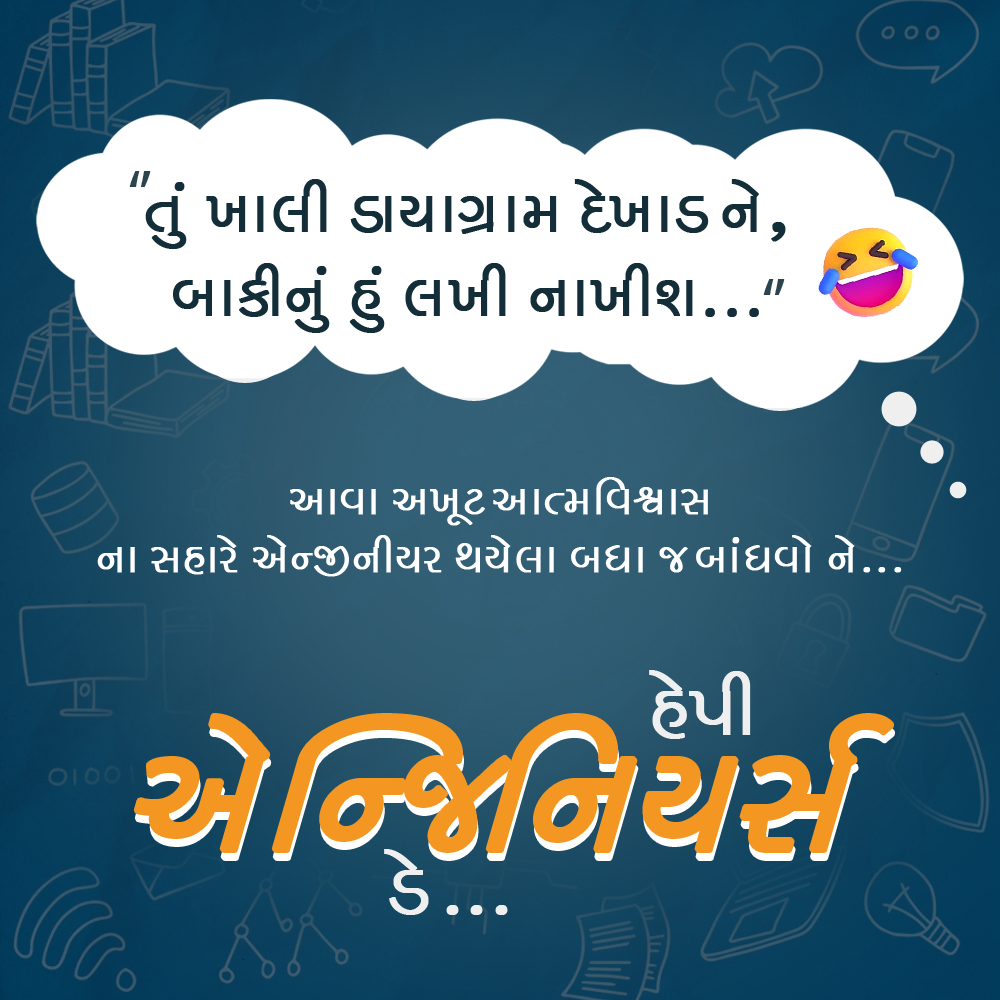 "તું ખાલી ડાયાગ્રામ દેખાડ ને,
બાકીનું હું લખી નાખીશ..."
આવા અખૂટ આત્મવિશ્વાસ
ના સહારે એન્જીનીયર થયેલા બધા જ બાંધવો ને...
હેપી
એન્જિનિયર્સ
ડે...